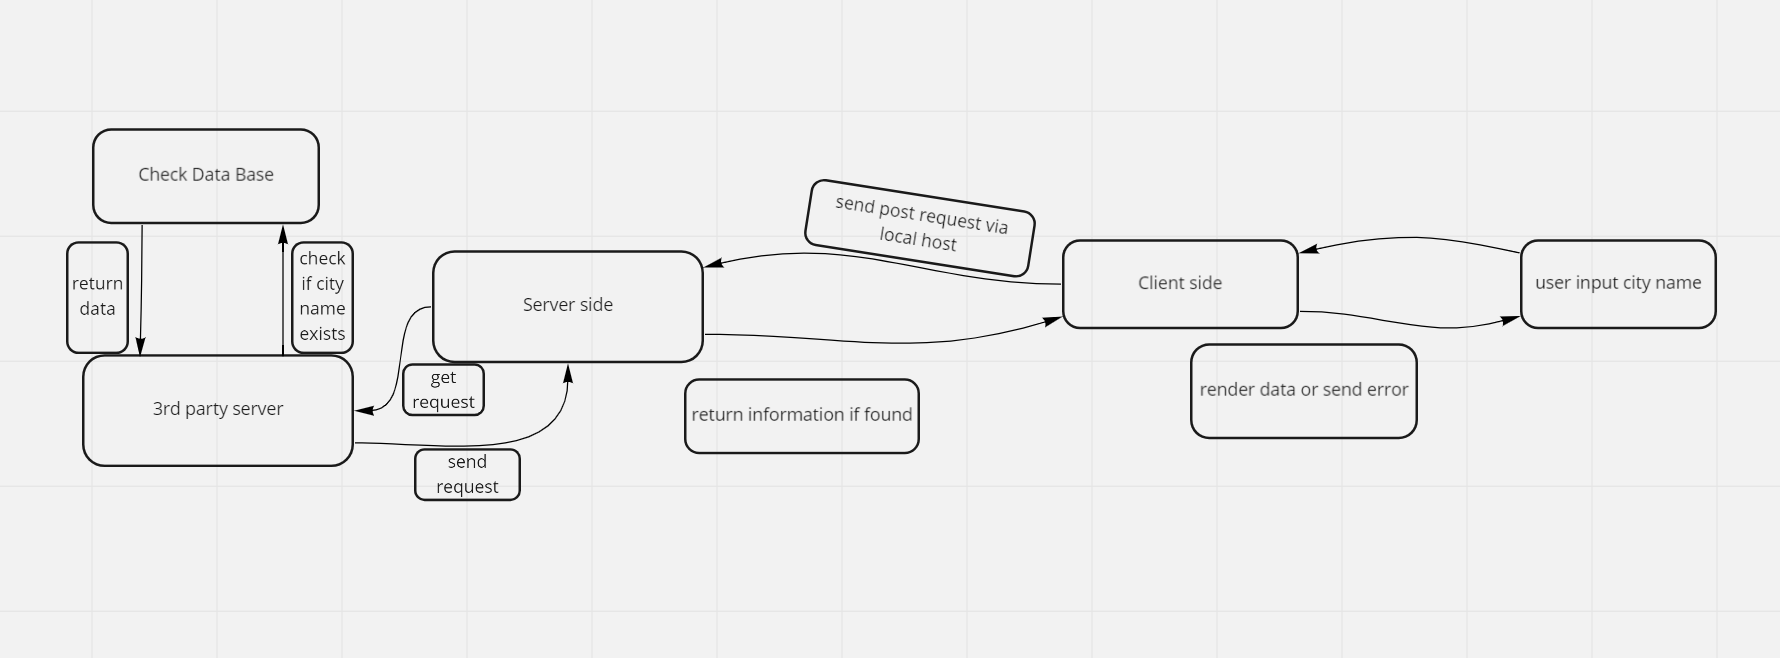 Check Data Base
return
data
check
if city
name
exists
3rd party server
Server side
get
request
send
request
send post request via
local host
return information if found
Client side
render data or send error
user input city name